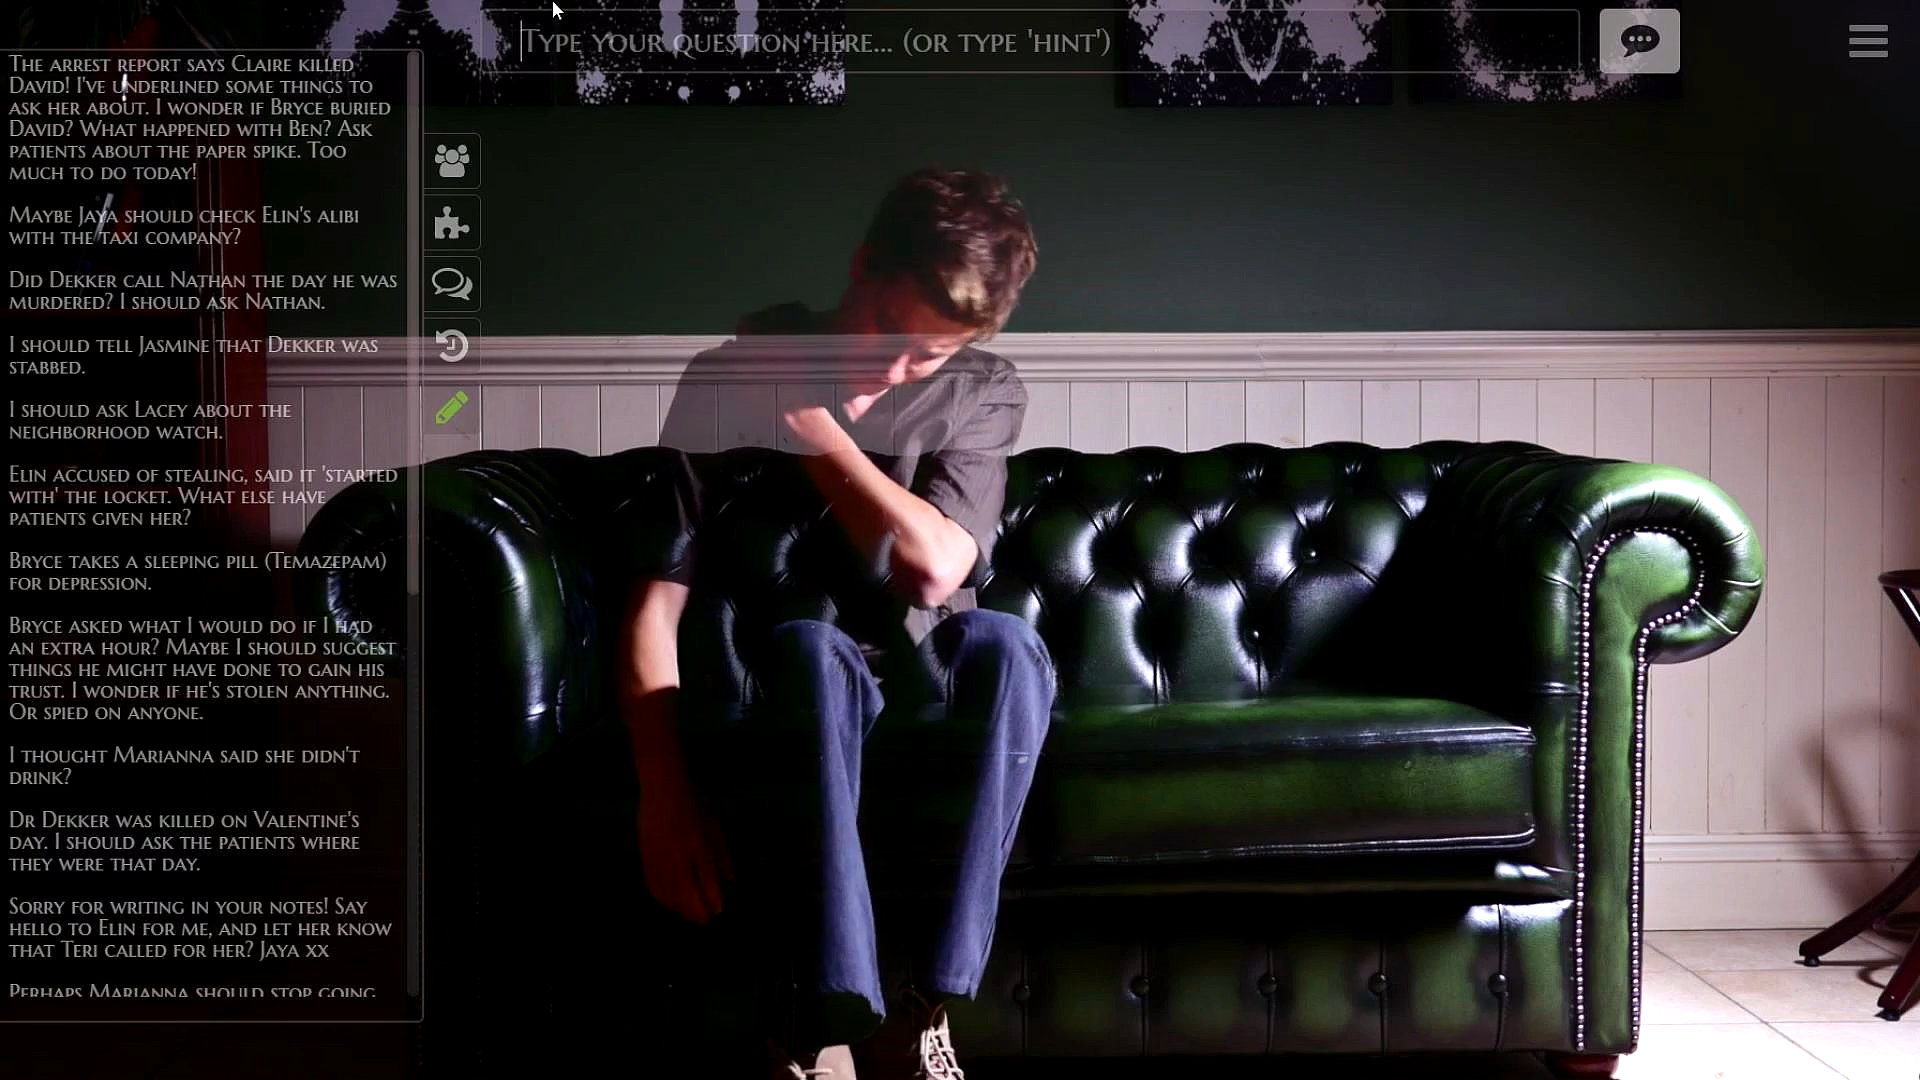 Type your question here... (or type 'hint')
The arrest report says Claire killed
David! I've underlined some things to
ask her about. I wonder if Bryce buried
David? What happened with Ben? Ask
patients about the paper spike. Too
much to do today!
Maybe Jaya should check Elin's alibi
with the taxi company?
Did Dekker call Nathan the day he was
murdered? I should ask Nathan.
I should tell Jasmine that Dekker was
stabbed.
I should ask Lacey about the
neighborhood watch.
Elin accused of stealing, said it 'started
with' the locket. What else have
patients given her?
Bryce takes a sleeping pill (Temazepam)
for depression.
Bryce asked what I would do if I had
an extra hour? Maybe I should suggest
things he might have done to gain his
trust. I wonder if he's stolen anything.
Or spied on anyone.
I thought Marianna said she didn't
drink?
Dr Dekker was killed on Valentine's
day. I should ask the patients where
they were that day.
Sorry for writing in your notes! Say
hello to Elin for me, and let her know
that Teri called for her? Jaya xx
Perhaps Marianna should stop going